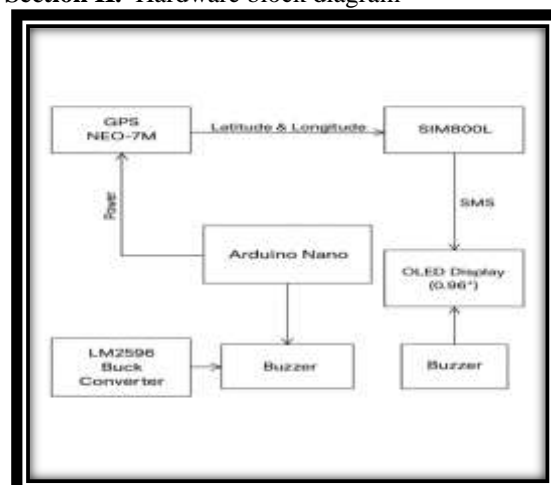 Section II. Hardware block diagram
GPS
NEO-7M
Latitude & Longitude
SIM800L
Power
SMS
Arduino Nano
OLED Display
(0.96")
LM2596
Buck
Converter
Buzzer
Buzzer